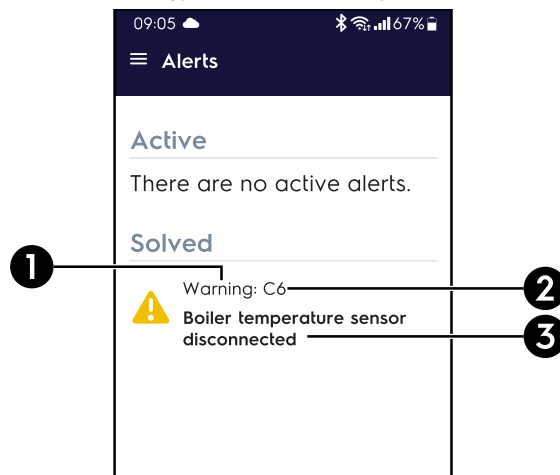 09:05 67%
Alerts
Active
There are no active alerts.
Solved
1
Warning: C6
2
Boiler temperature sensor
disconnected
3